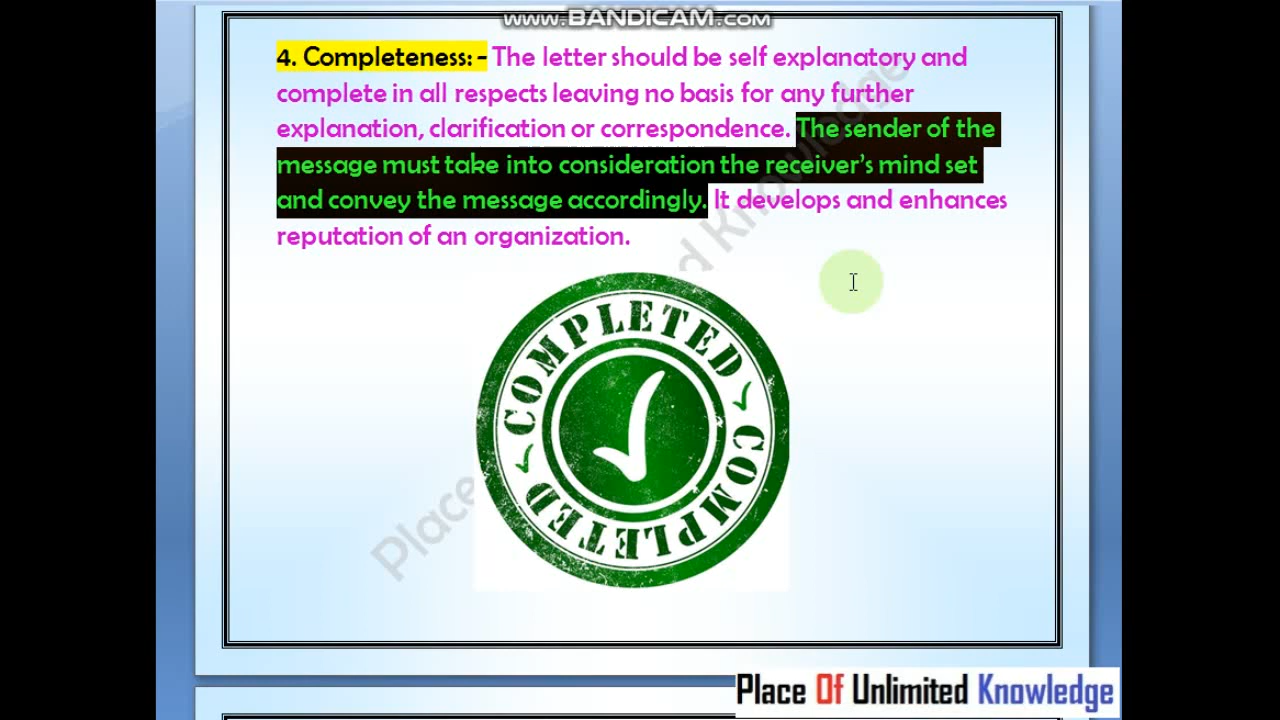 www.BANDICAM.com
4. Completeness: - The letter should be self explanatory and
complete in all respects leaving no basis for any further
explanation, clarification or correspondence. The sender of the
message must take into consideration the receiver's mind set
and convey the message accordingly. It develops and enhances
reputation of an organization.
COMPLETED
COMPLETED
Place d Knowledge
Place Of Unlimited Knowledge